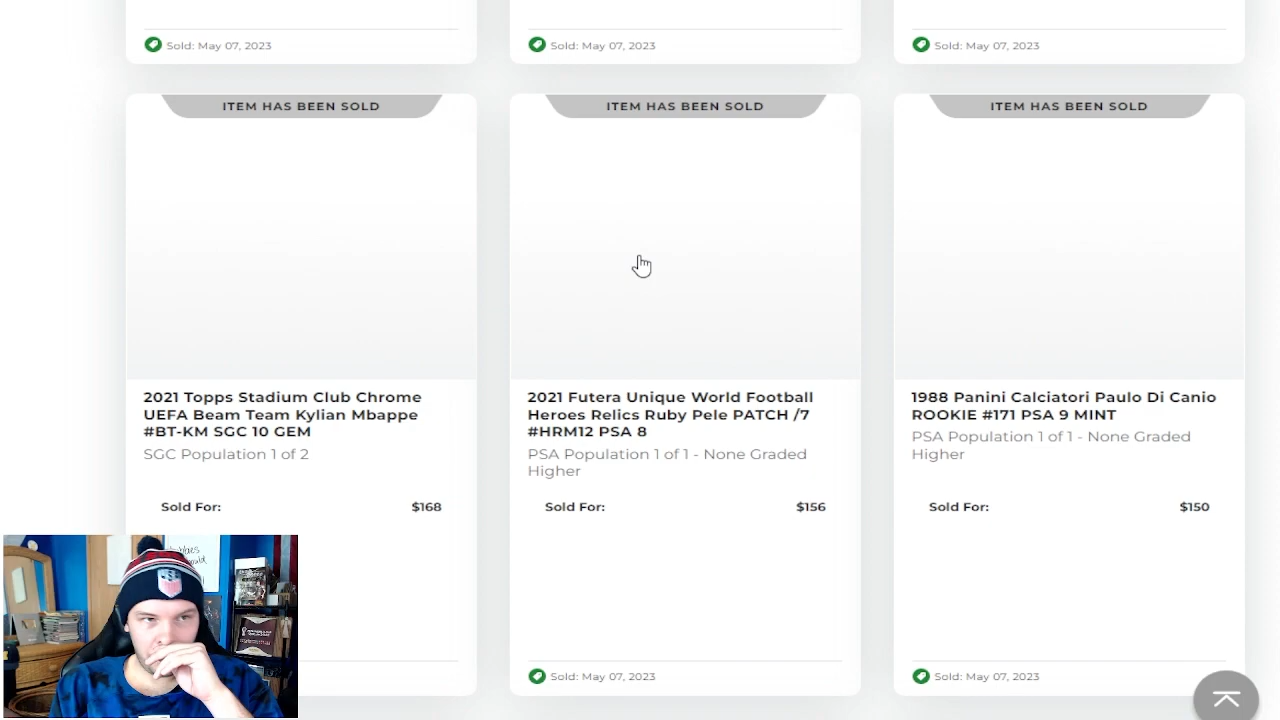 Sold: May 07, 2023
Sold: May 07, 2023
Sold: May 07, 2023
ITEM HAS BEEN SOLD
ITEM HAS BEEN SOLD
ITEM HAS BEEN SOLD
2021 Topps Stadium Club Chrome
UEFA Beam Team Kylian Mbappe
#BT-KM SGC 10 GEM
SGC Population 1 of 2
Sold For:
$168
2021 Futera Unique World Football
Heroes Relics Ruby Pele PATCH /7
#HRM12 PSA 8
PSA Population 1 of 1 - None Graded
Higher
Sold For:
$156
Sold: May 07, 2023
1988 Panini Calciatori Paulo Di Canio
ROOKIE #171 PSA 9 MINT
PSA Population 1 of 1 - None Graded
Higher
Sold For:
$150
Sold: May 07, 2023